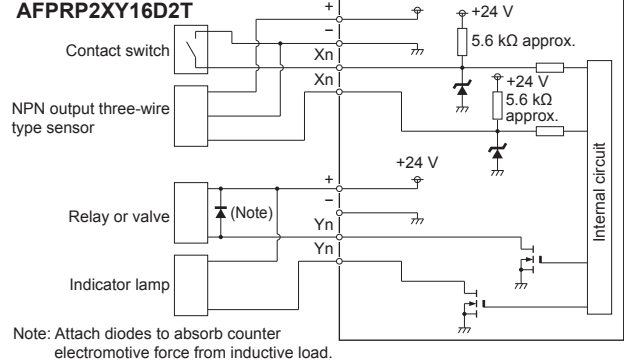 AFPRP2XY16D2T
+
−
Xn
Xn
+24 V
5.6 kΩ approx.
+24 V
5.6 kΩ
approx.
Contact switch
NPN output three-wire
type sensor
+24 V
+
−
Yn
Yn
Relay or valve
(Note)
Indicator lamp
Internal circuit
Note: Attach diodes to absorb counter
electromotive force from inductive load.